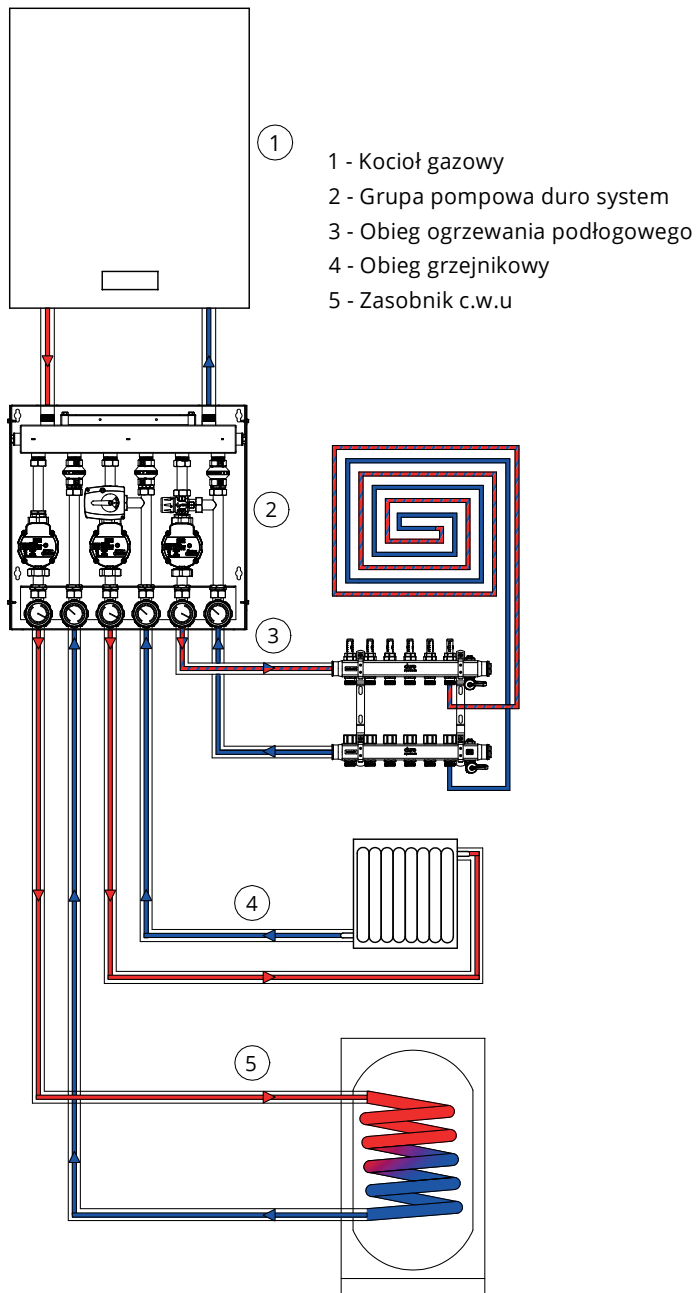 1
1 - Kocioł gazowy
2 - Grupa pompowa duro system
3 - Obieg ogrzewania podłogowego
4 - Obieg grzejnikowy
5 - Zasobnik c.w.u
2
3
4
5